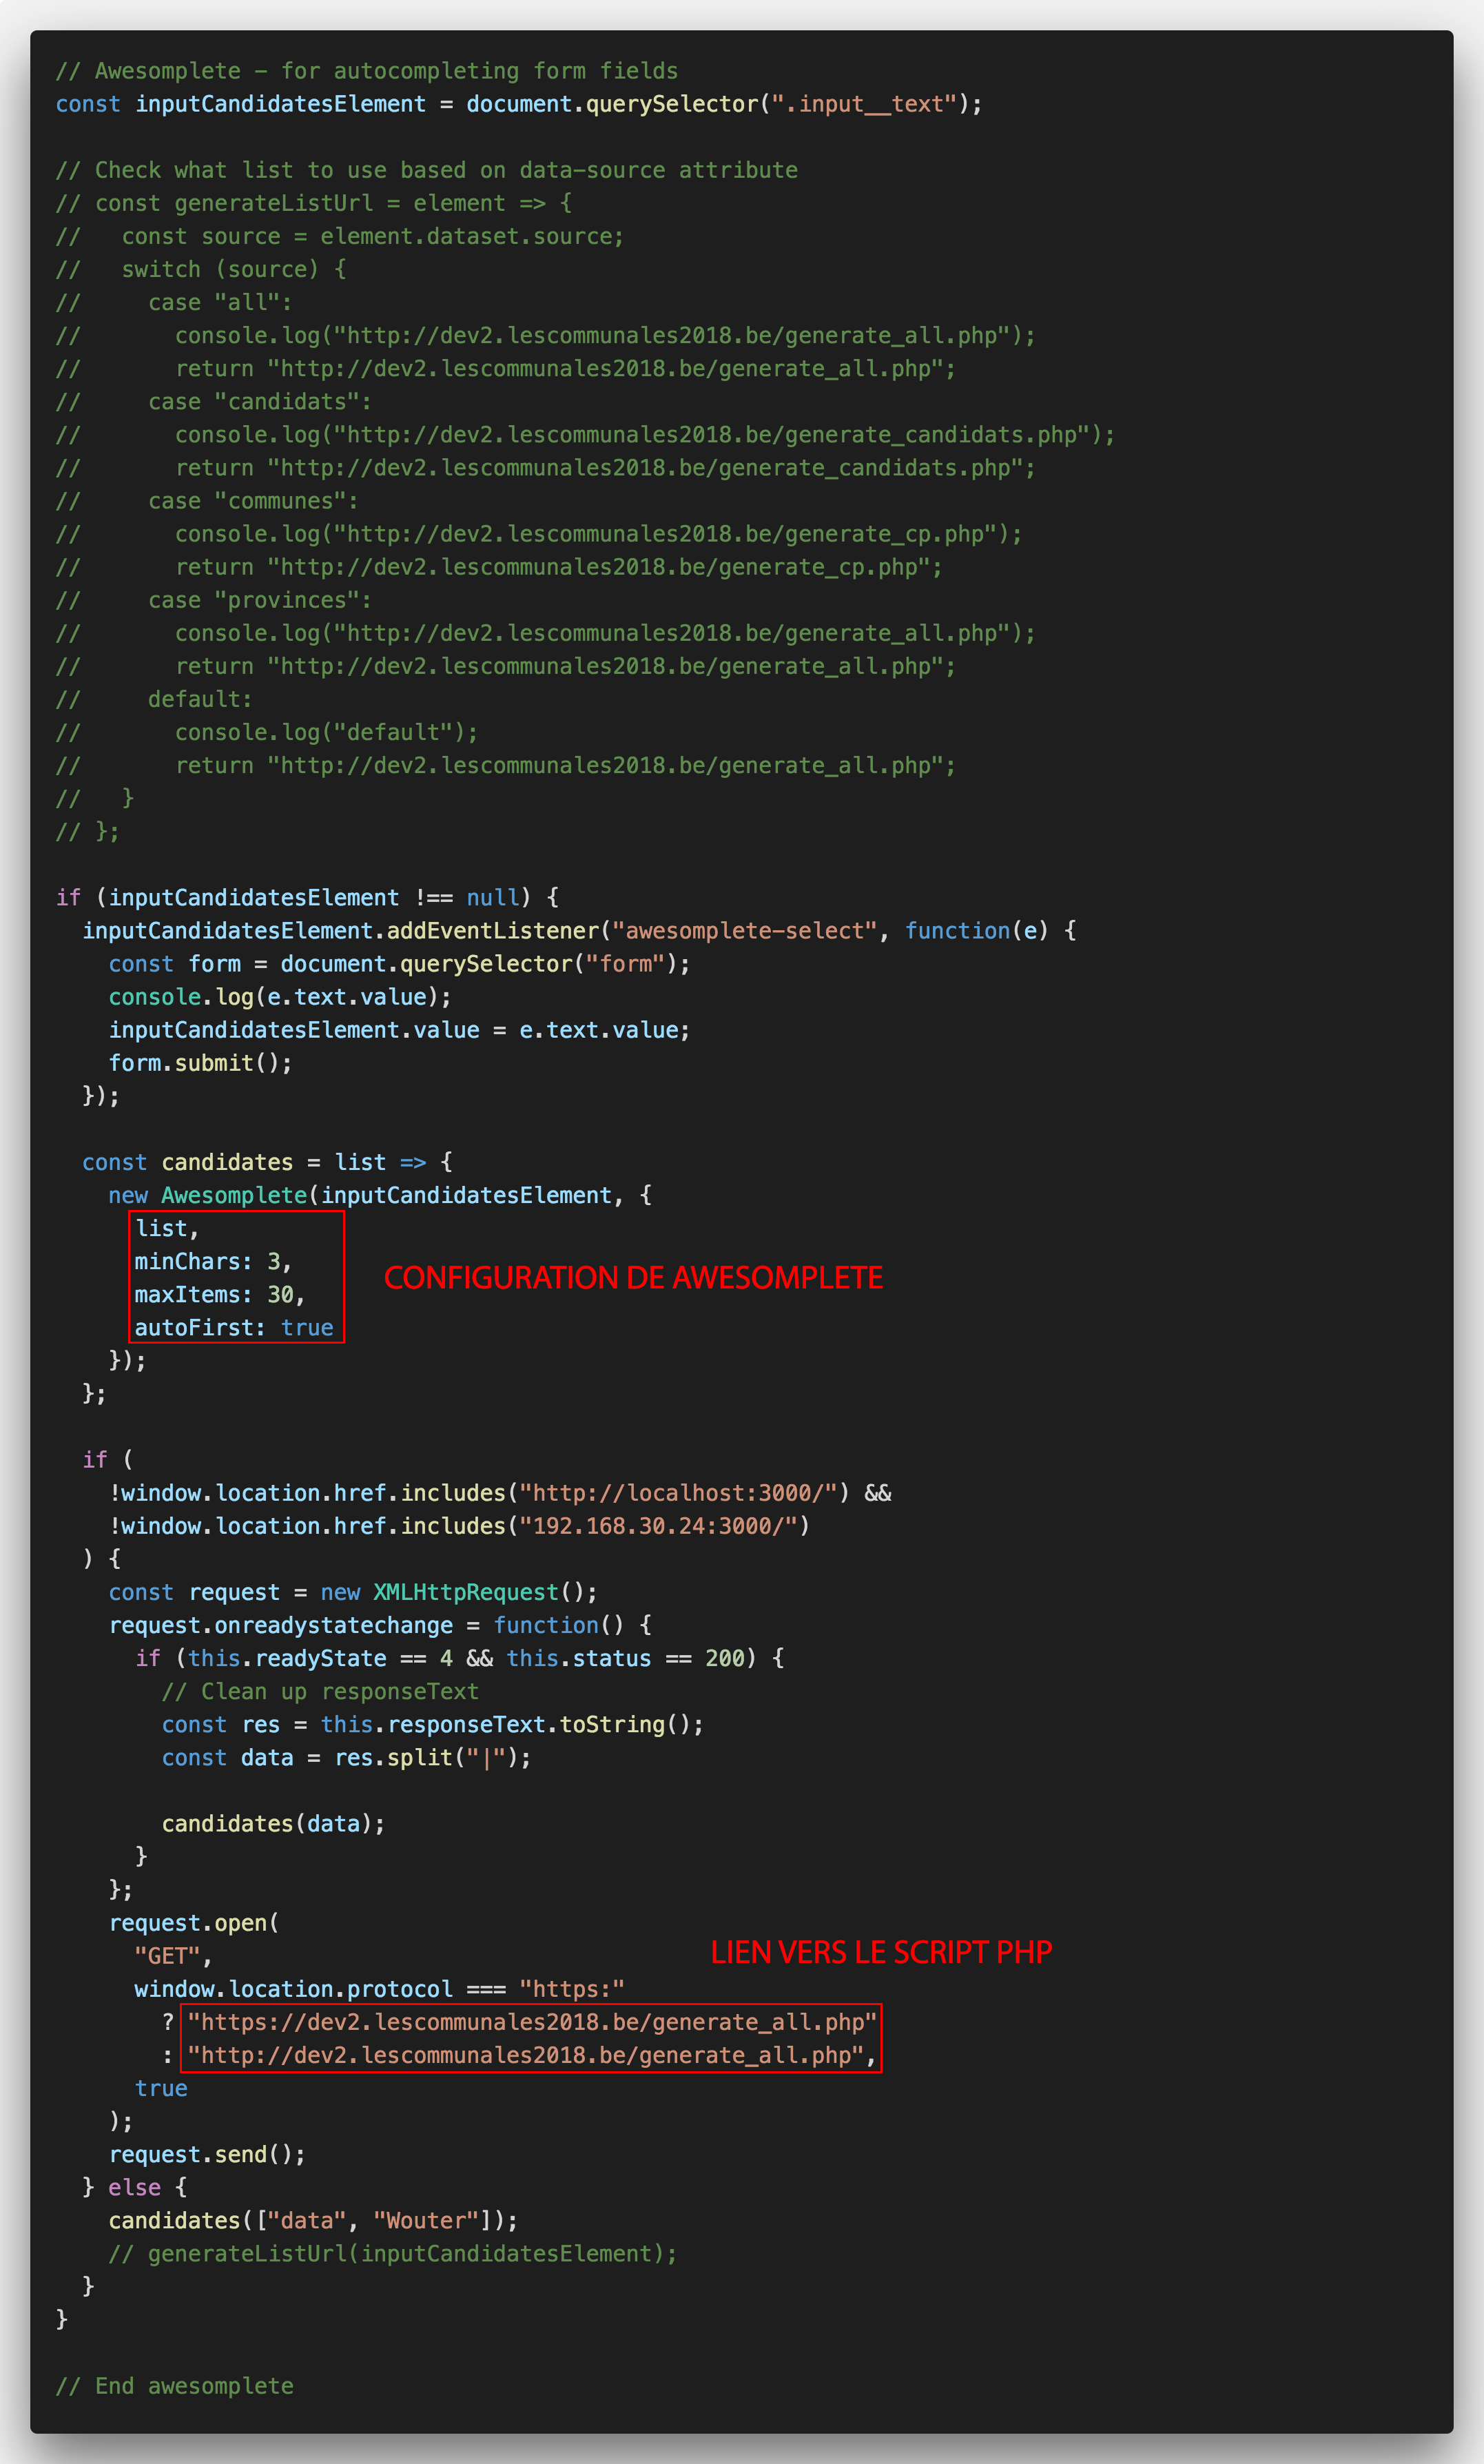 // Awesomplete - for autocompleting form fields
const inputCandidatesElement = document.querySelector(".input__text");

// Check what list to use based on data-source attribute
// const generateListUrl = element => {
//   const source = element.dataset.source;
//   switch (source) {
//     case "all":
//       console.log("http://dev2.lescommunales2018.be/generate_all.php");
//       return "http://dev2.lescommunales2018.be/generate_all.php";
//     case "candidats":
//       console.log("http://dev2.lescommunales2018.be/generate_candidats.php");
//       return "http://dev2.lescommunales2018.be/generate_candidats.php";
//     case "communes":
//       console.log("http://dev2.lescommunales2018.be/generate_cp.php");
//       return "http://dev2.lescommunales2018.be/generate_cp.php";
//     case "provinces":
//       console.log("http://dev2.lescommunales2018.be/generate_all.php");
//       return "http://dev2.lescommunales2018.be/generate_all.php";
//     default:
//       console.log("default");
//       return "http://dev2.lescommunales2018.be/generate_all.php";
//   }
// };

if (inputCandidatesElement !== null) {
  inputCandidatesElement.addEventListener("awesomplete-select", function(e) {
    const form = document.querySelector("form");
    console.log(e.text.value);
    inputCandidatesElement.value = e.text.value;
    form.submit();
  });

  const candidates = list => {
    new Awesomplete(inputCandidatesElement, {
      list,
      minChars: 3,
CONFIGURATION DE AWESOMPLETE
      maxItems: 30,
      autoFirst: true
    });
  };

  if (
    !window.location.href.includes("http://localhost:3000/") &&
    !window.location.href.includes("192.168.30.24:3000/")
  ) {
    const request = new XMLHttpRequest();
    request.onreadystatechange = function() {
      if (this.readyState == 4 && this.status == 200) {
        // Clean up responseText
        const res = this.responseText.toString();
        const data = res.split("|");

        candidates(data);
      }
    };
    request.open(
      "GET",
LIEN VERS LE SCRIPT PHP
      window.location.protocol === "https:"
        ? "https://dev2.lescommunales2018.be/generate_all.php"
        : "http://dev2.lescommunales2018.be/generate_all.php",
      true
    );
    request.send();
  } else {
    candidates(["data", "Wouter"]);
    // generateListUrl(inputCandidatesElement);
  }
}

// End awesomplete